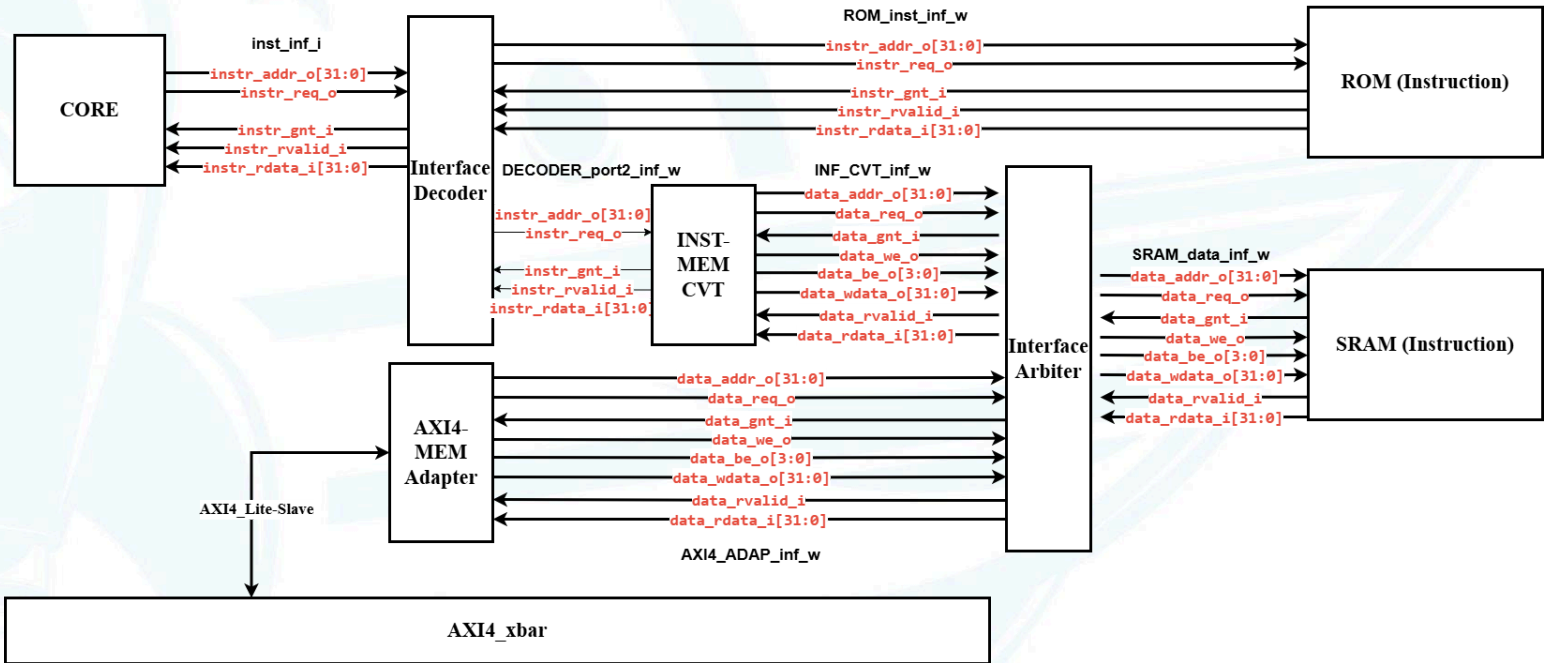 ROM_inst_inf_w
inst_inf_i
instr_addr_o[31:0]
instr_req_o
instr_gnt_i
instr_rvalid_i
instr_rdata_i[31:0]
CORE
instr_addr_o[31:0]
instr_req_o
instr_gnt_i
instr_rvalid_i
instr_rdata_i[31:0]
ROM (Instruction)
Interface
Decoder
DECODER_port2_inf_w
instr_addr_o[31:0]
instr_req_o
instr_gnt_i
instr_rvalid_i
instr_rdata_i[31:0]
INST-
MEM
CVT
INF_CVT_inf_w
data_addr_o[31:0]
data_req_o
data_gnt_i
data_we_o
data_be_o[3:0]
data_wdata_o[31:0]
data_rvalid_i
data_rdata_i[31:0]
Interface
Arbiter
SRAM_data_inf_w
data_addr_o[31:0]
data_req_o
data_gnt_i
data_we_o
data_be_o[3:0]
data_wdata_o[31:0]
data_rvalid_i
data_rdata_i[31:0]
SRAM (Instruction)
AXI4-
MEM
Adapter
data_addr_o[31:0]
data_req_o
data_gnt_i
data_we_o
data_be_o[3:0]
data_wdata_o[31:0]
data_rvalid_i
data_rdata_i[31:0]
AXI4_ADAP_inf_w
AXI4_Lite-Slave
AXI4_xbar